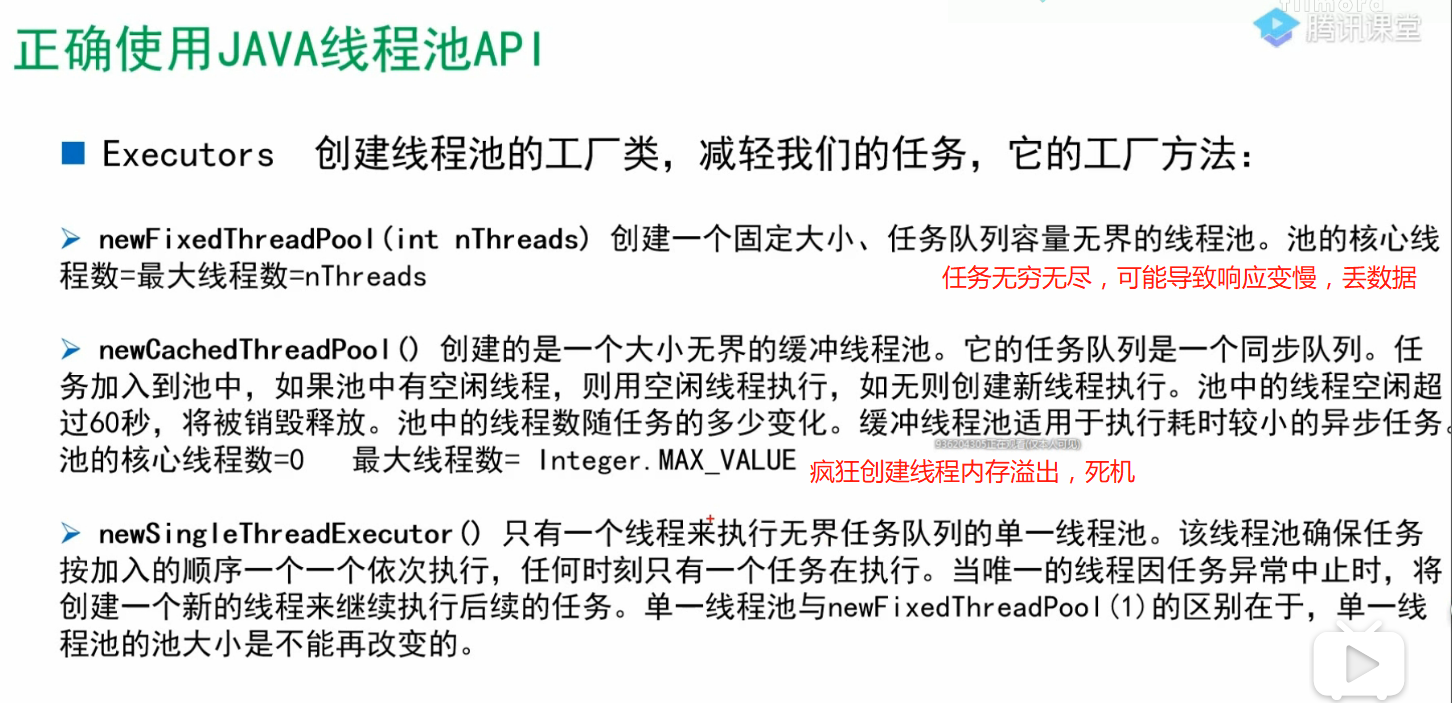 filmora
腾讯课堂
正确使用JAVA线程池API
Executors 创建线程池的工厂类，减轻我们的任务，它的工厂方法：
newFixedThreadPool(int nThreads) 创建一个固定大小、任务队列容量无界的线程池。池的核心线
程数=最大线程数=nThreads
任务无穷无尽，可能导致响应变慢，丢数据
newCachedThreadPool() 创建的是一个大小无界的缓冲线程池。它的任务队列是一个同步队列。任
务加入到池中，如果池中有空闲线程，则用空闲线程执行，如无则创建新线程执行。池中的线程空闲超
过60秒，将被销毁释放。池中的线程数随任务的多少变化。缓冲线程池适用于执行耗时较小的异步任务。
池的核心线程数=0 最大线程数= Integer.MAX_VALUE
疯狂创建线程内存溢出，死机
newSingleThreadExecutor() 只有一个线程来执行无界任务队列的单一线程池。该线程池确保任务
按加入的顺序一个一个依次执行，任何时刻只有一个任务在执行。当唯一的线程因任务异常中止时，将
创建一个新的线程来继续执行后续的任务。单一线程池与newFixedThreadPool(1)的区别在于，单一线
程池的池大小是不能再改变的。